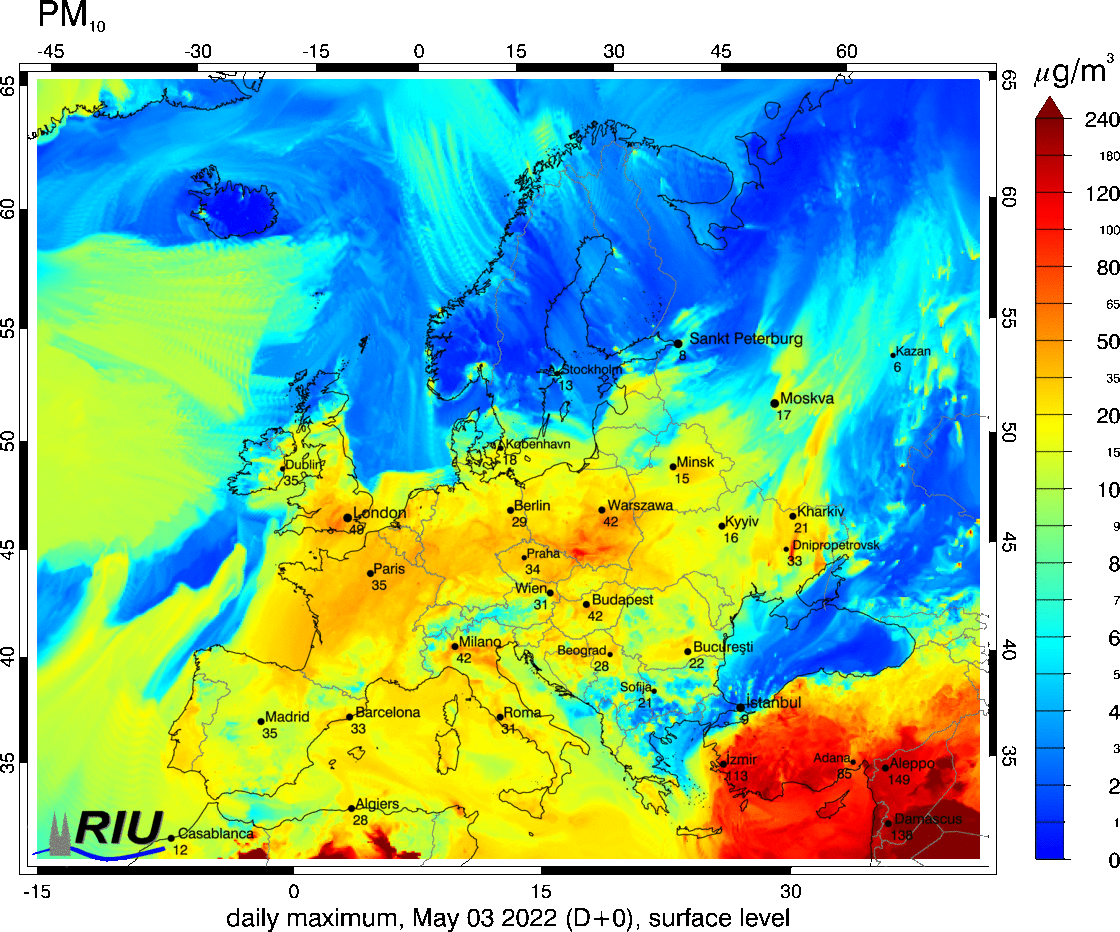 PM10
-45 -30 -15 0 15 30 45 60
µg/m³
65 60 55 50 45 40 35
65 60 55 50 45 40 35
240
180
120
100
80
65
50
35
20
15
10
9
8
7
6
5
4
3
2
1
0
Sankt Peterburg
8
Kazan
6
Stockholm
13
Moskva
17
København
18
Dublin
35
Minsk
15
London
49
Berlin
29
Warszawa
42
Kyyiv
16
Kharkiv
21
Dnipropetrovsk
33
Praha
34
Paris
35
Wien
31
Budapest
42
Milano
42
Beograd
28
Bucureşti
22
Sofija
21
İstanbul
9
Madrid
35
Barcelona
33
Roma
31
İzmir
113
Adana
85
Aleppo
149
Algiers
28
Damascus
138
Casablanca
12
RIU
-15 0 15 30
daily maximum, May 03 2022 (D+0), surface level